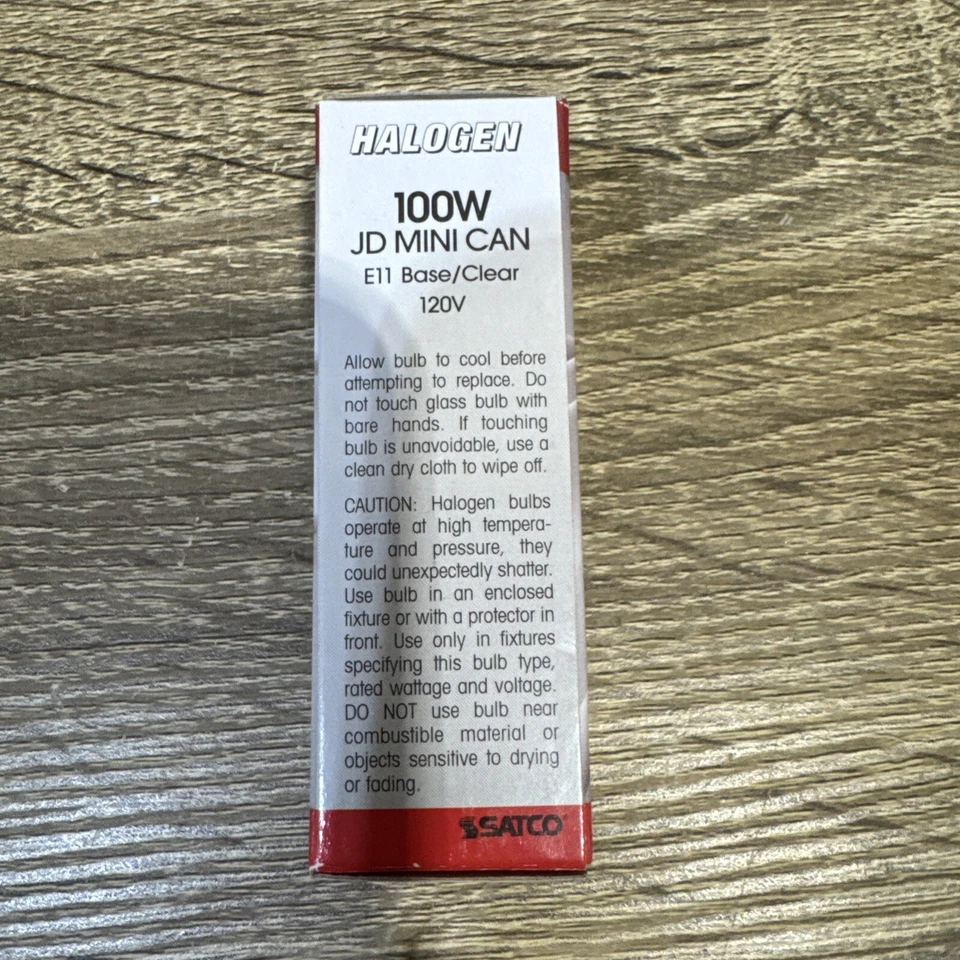 HALOGEN
100W
JD MINI CAN
E11 Base/Clear
120V
Allow bulb to cool before
attempting to replace. Do
not touch glass bulb with
bare hands. If touching
bulb is unavoidable, use a
clean dry cloth to wipe off.
CAUTION: Halogen bulbs
operate at high tempera-
ture and pressure, they
could unexpectedly shatter.
Use bulb in an enclosed
fixture or with a protector in
front. Use only in fixtures
specifying this bulb type,
rated wattage and voltage.
DO NOT use bulb near
combustible material or
objects sensitive to drying
or fading.
SATCO